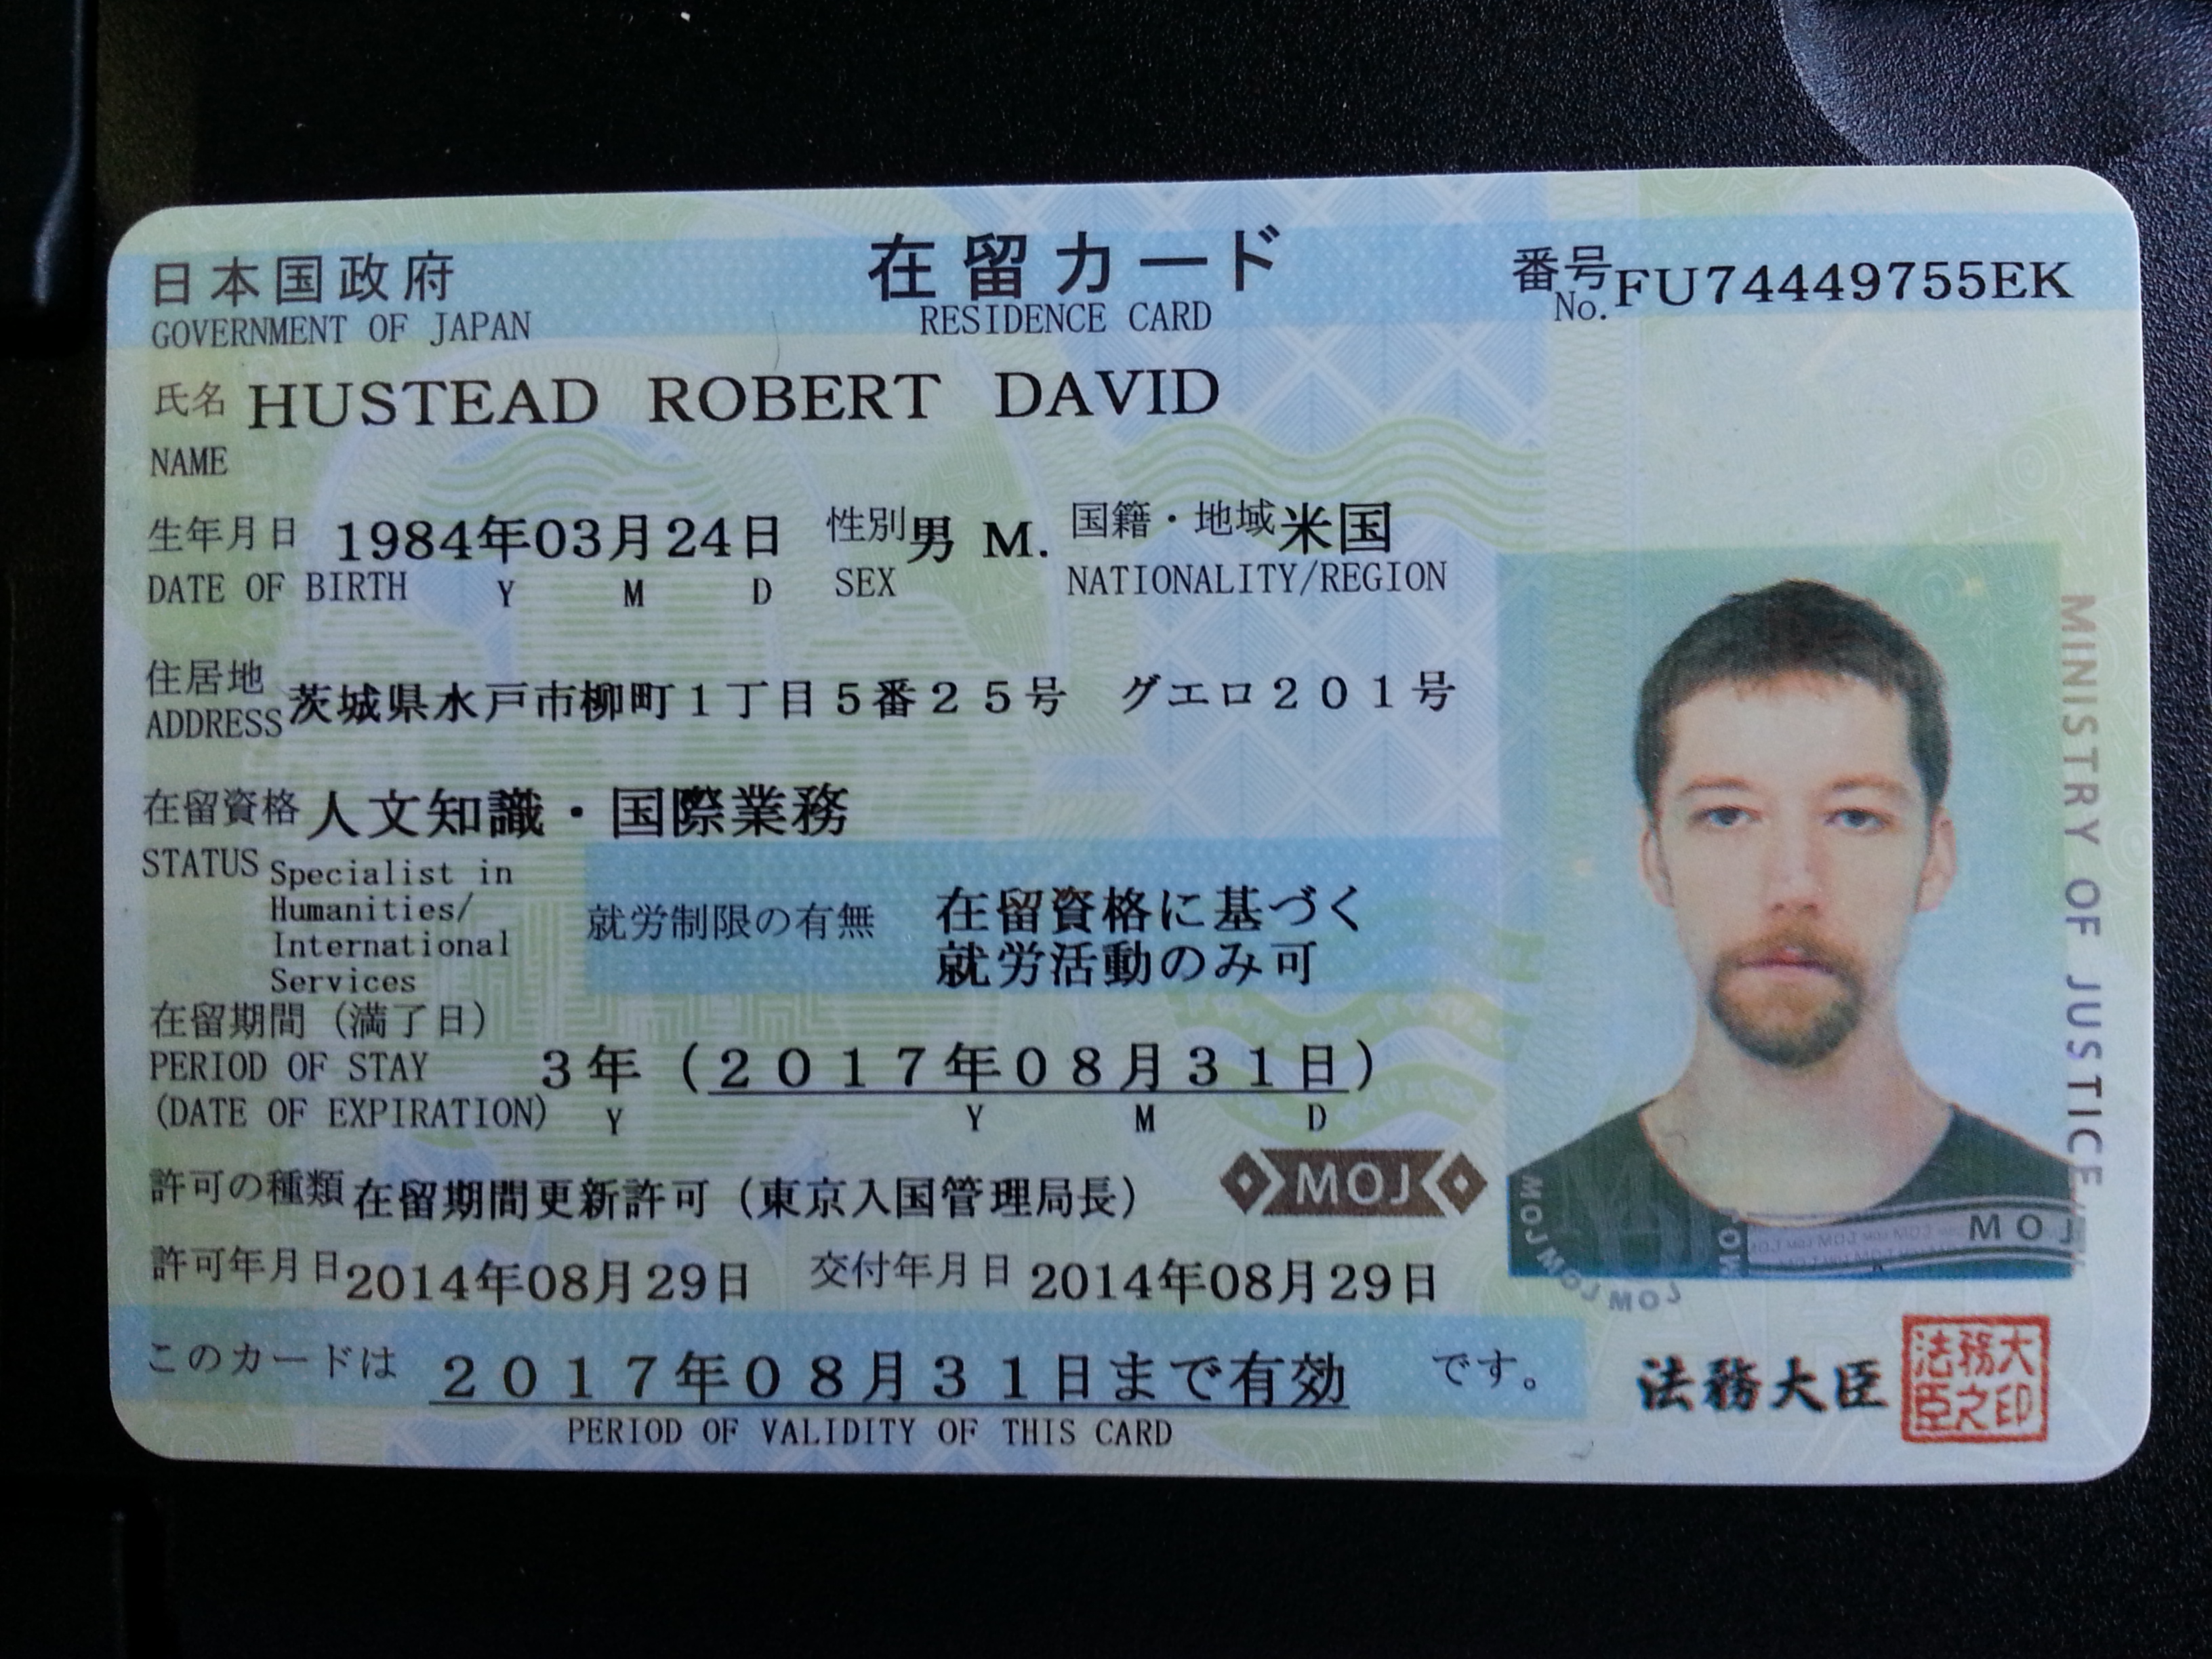 日本国政府 在留カード 番号 FU74449755EK
GOVERNMENT OF JAPAN RESIDENCE CARD No.
氏名 HUSTEAD ROBERT DAVID
NAME
生年月日 1984年03月24日 性別 男 M. 国籍・地域 米国
DATE OF BIRTH Y M D SEX NATIONALITY/REGION
住居地 茨城県水戸市柳町1丁目5番25号 グエロ201号
ADDRESS
在留資格 人文知識・国際業務
STATUS Specialist in
Humanities/
International
Services
就労制限の有無 在留資格に基づく
就労活動のみ可
在留期間(満了日)
PERIOD OF STAY 3年(2017年08月31日)
(DATE OF EXPIRATION) Y Y M D
許可の種類 在留期間更新許可(東京入国管理局長)
MOJ
許可年月日 2014年08月29日 交付年月日 2014年08月29日
このカードは 2017年08月31日まで有効 です。
PERIOD OF VALIDITY OF THIS CARD
MINISTRY OF JUSTICE
MOJ
MOJ MOJ MOJ
法務大臣
法務大
臣之印